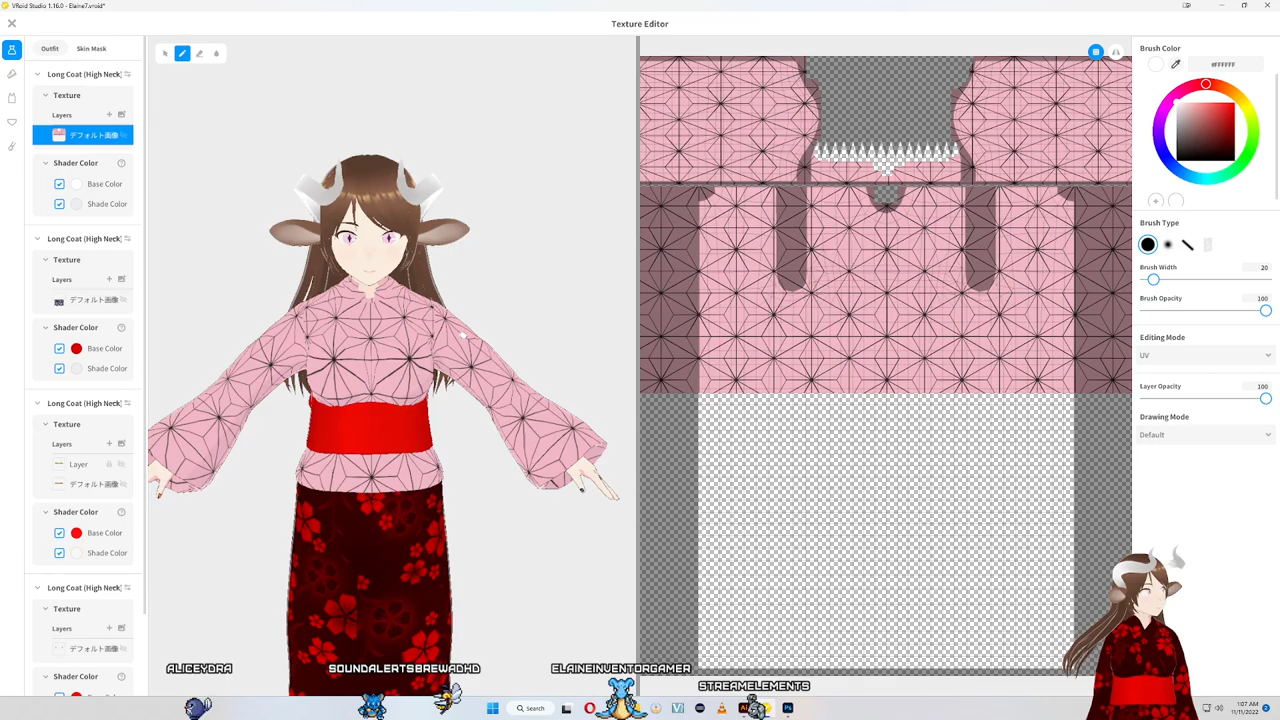 VRoid Studio 1.16.0 - Elaine7.vroid*
Texture Editor
Outfit
Skin Mask
Long Coat (High Neck)
Texture
Layers
デフォルト画像
Shader Color
Base Color
Shade Color
Long Coat (High Neck)
Texture
Layers
デフォルト画像
Shader Color
Base Color
Shade Color
Long Coat (High Neck)
Texture
Layers
Layer
デフォルト画像
Shader Color
Base Color
Shade Color
Long Coat (High Neck)
Texture
Layers
デフォルト画像
Shader Color
Brush Color
#FFFFFF
Brush Type
Brush Width
20
Brush Opacity
100
Editing Mode
UV
Layer Opacity
100
Drawing Mode
Default
ALICEYDRA
SOUNDALERTSBREWADHD
ELAINEINVENTORGAMER
STREAMELEMENTS
Search
1:07 AM
11/11/2022
2